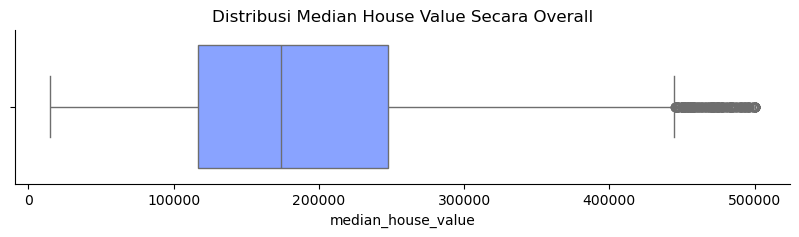 Distribusi Median House Value Secara Overall
0 100000 200000 300000 400000 500000
median_house_value